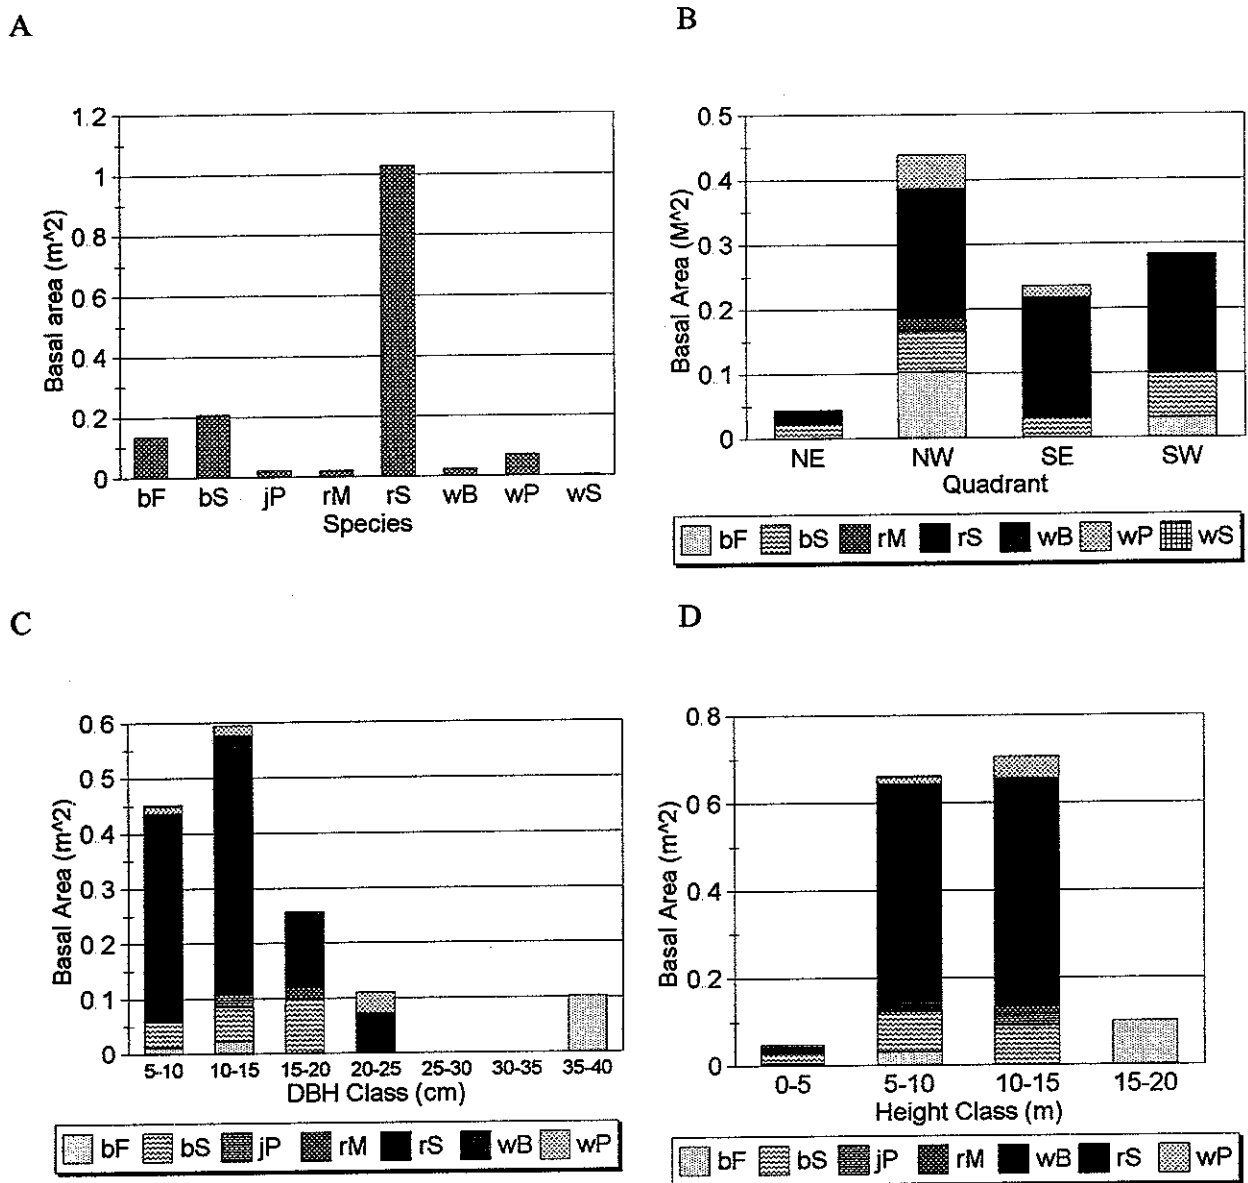 A
B
1.2
1
0.8
0.6
0.4
0.2
0
Basal area (m^2)
bF bS jP rM rS wB wP wS
Species
0.5
0.4
0.3
0.2
0.1
0
Basal Area (M^2)
NE NW SE SW
Quadrant
bF bS rM rS wB wP wS
C
D
0.6
0.5
0.4
0.3
0.2
0.1
0
Basal Area (m^2)
5-10 10-15 15-20 20-25 25-30 30-35 35-40
DBH Class (cm)
bF bS jP rM rS wB wP
0.8
0.6
0.4
0.2
0
Basal Area (m^2)
0-5 5-10 10-15 15-20
Height Class (m)
bF bS jP rM wB rS wP